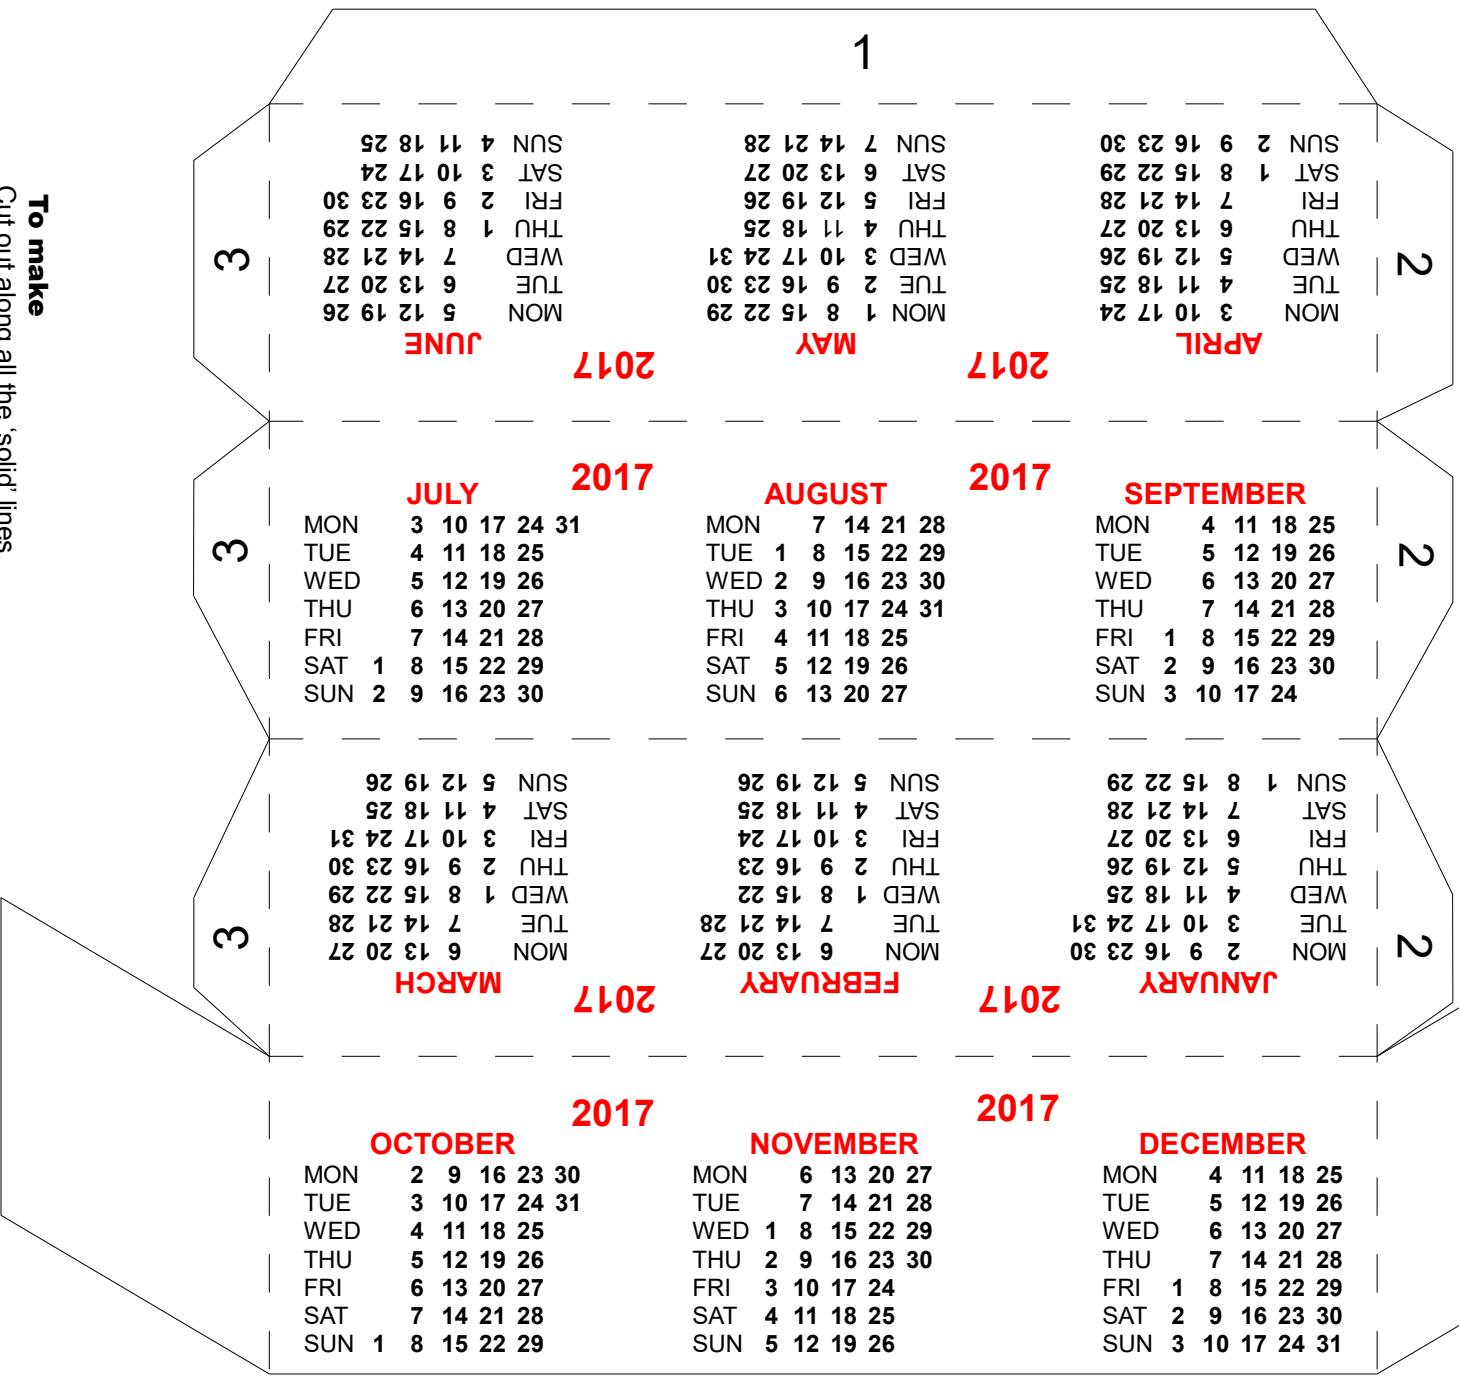 To make
Cut out along all the ‘solid’ lines.
1
2017
2017
APRIL
MON 3 10 17 24
TUE 4 11 18 25
WED 5 12 19 26
THU 6 13 20 27
FRI 7 14 21 28
SAT 1 8 15 22 29
SUN 2 9 16 23 30
MAY
MON 1 8 15 22 29
TUE 2 9 16 23 30
WED 3 10 17 24 31
THU 4 11 18 25
FRI 5 12 19 26
SAT 6 13 20 27
SUN 7 14 21 28
JUNE
MON 5 12 19 26
TUE 6 13 20 27
WED 7 14 21 28
THU 1 8 15 22 29
FRI 2 9 16 23 30
SAT 3 10 17 24
SUN 4 11 18 25
3
2
2017
2017
JULY
MON 3 10 17 24 31
TUE 4 11 18 25
WED 5 12 19 26
THU 6 13 20 27
FRI 7 14 21 28
SAT 1 8 15 22 29
SUN 2 9 16 23 30
AUGUST
MON 7 14 21 28
TUE 1 8 15 22 29
WED 2 9 16 23 30
THU 3 10 17 24 31
FRI 4 11 18 25
SAT 5 12 19 26
SUN 6 13 20 27
SEPTEMBER
MON 4 11 18 25
TUE 5 12 19 26
WED 6 13 20 27
THU 7 14 21 28
FRI 1 8 15 22 29
SAT 2 9 16 23 30
SUN 3 10 17 24
3
2
2017
2017
JANUARY
MON 2 9 16 23 30
TUE 3 10 17 24 31
WED 4 11 18 25
THU 5 12 19 26
FRI 6 13 20 27
SAT 7 14 21 28
SUN 1 8 15 22 29
FEBRUARY
MON 6 13 20 27
TUE 7 14 21 28
WED 1 8 15 22
THU 2 9 16 23
FRI 3 10 17 24
SAT 4 11 18 25
SUN 5 12 19 26
MARCH
MON 6 13 20 27
TUE 7 14 21 28
WED 1 8 15 22 29
THU 2 9 16 23 30
FRI 3 10 17 24 31
SAT 4 11 18 25
SUN 5 12 19 26
3
2
2017
2017
OCTOBER
MON 2 9 16 23 30
TUE 3 10 17 24 31
WED 4 11 18 25
THU 5 12 19 26
FRI 6 13 20 27
SAT 7 14 21 28
SUN 1 8 15 22 29
NOVEMBER
MON 6 13 20 27
TUE 7 14 21 28
WED 1 8 15 22 29
THU 2 9 16 23 30
FRI 3 10 17 24
SAT 4 11 18 25
SUN 5 12 19 26
DECEMBER
MON 4 11 18 25
TUE 5 12 19 26
WED 6 13 20 27
THU 7 14 21 28
FRI 1 8 15 22 29
SAT 2 9 16 23 30
SUN 3 10 17 24 31